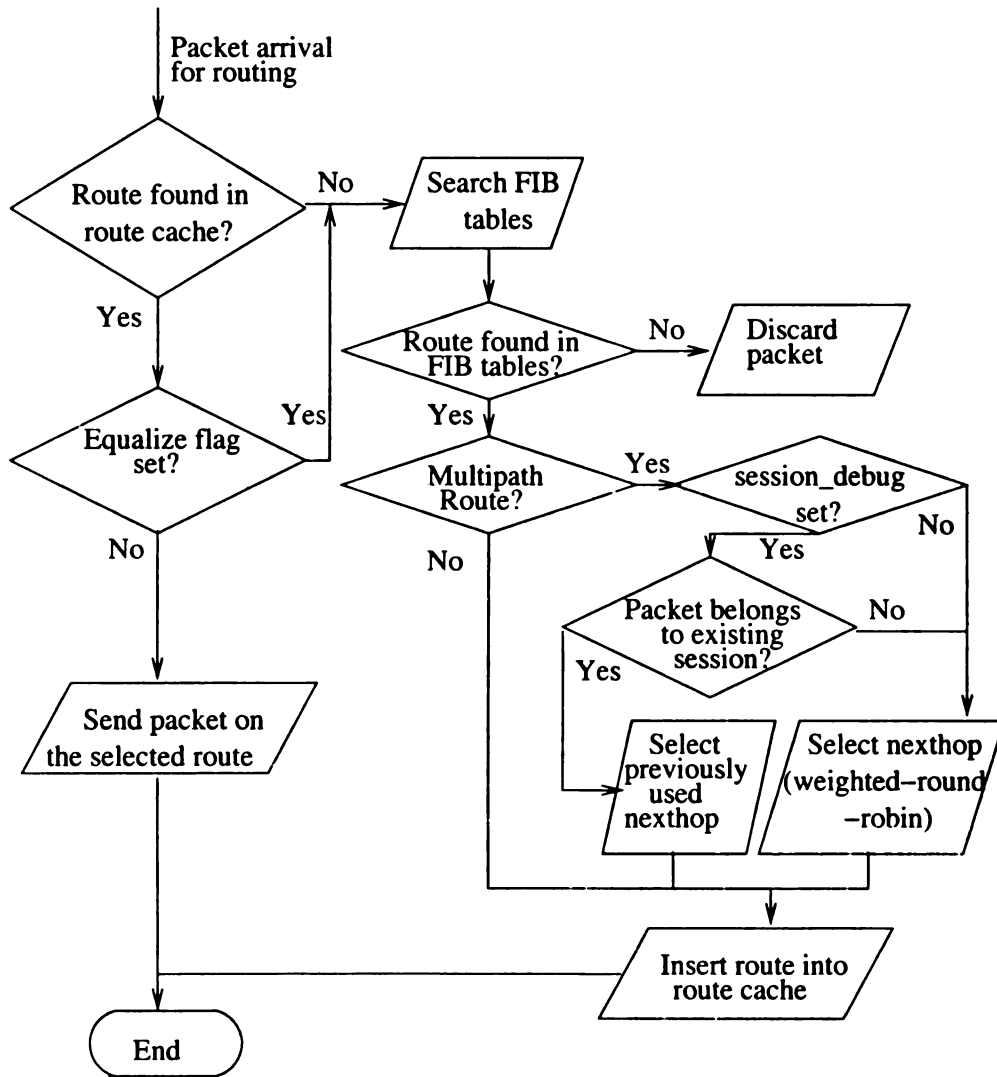 Packet arrival
for routing
Route found in
route cache?
No
Search FIB
tables
Yes
Route found in
FIB tables?
No
Discard
packet
Equalize flag
set?
Yes
Yes
Multipath
Route?
Yes
session_debug
set?
No
No
No
Yes
Packet belongs
to existing
session?
No
Yes
Send packet on
the selected route
Select
previously
used
nexthop
Select nexthop
(weighted-round
-robin)
Insert route into
route cache
End